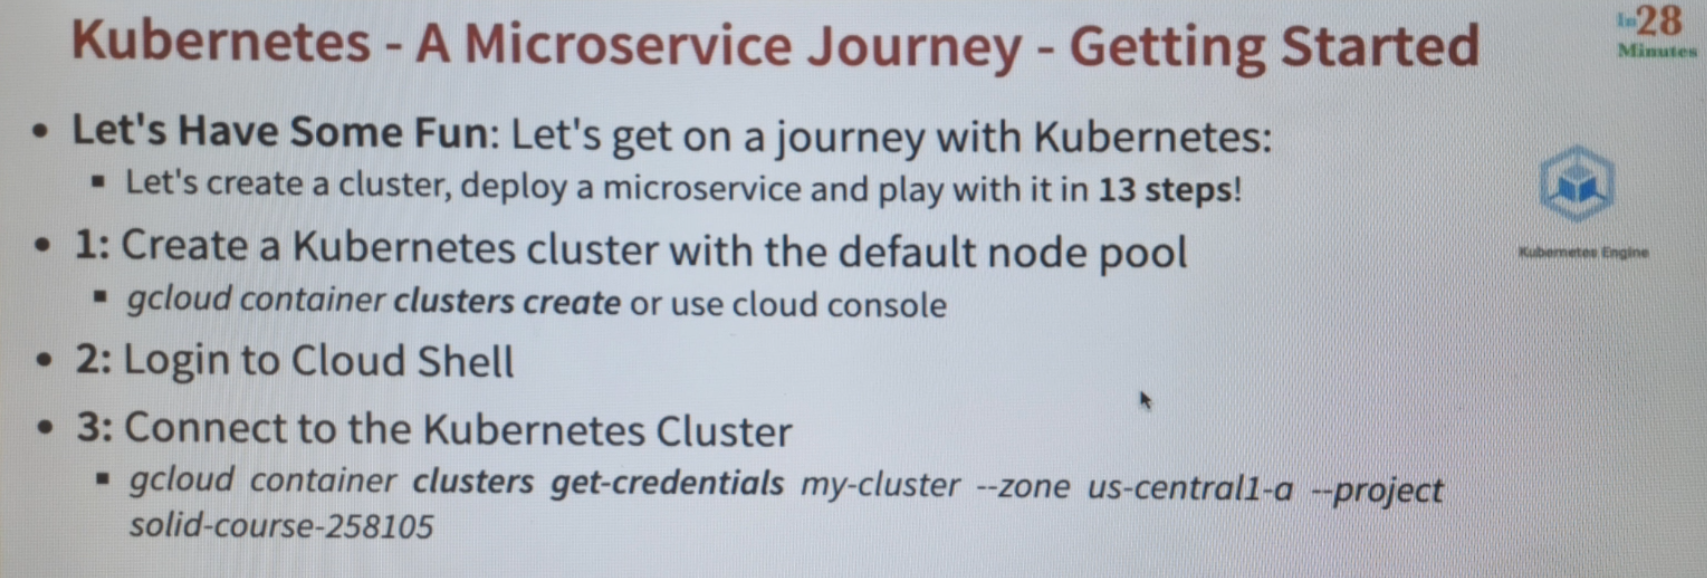 Kubernetes - A Microservice Journey - Getting Started
In 28
Minutes
• Let's Have Some Fun: Let's get on a journey with Kubernetes:
▪ Let's create a cluster, deploy a microservice and play with it in 13 steps!
Kubernetes Engine
• 1: Create a Kubernetes cluster with the default node pool
▪ gcloud container clusters create or use cloud console
• 2: Login to Cloud Shell
• 3: Connect to the Kubernetes Cluster
▪ gcloud container clusters get-credentials my-cluster --zone us-central1-a --project
solid-course-258105